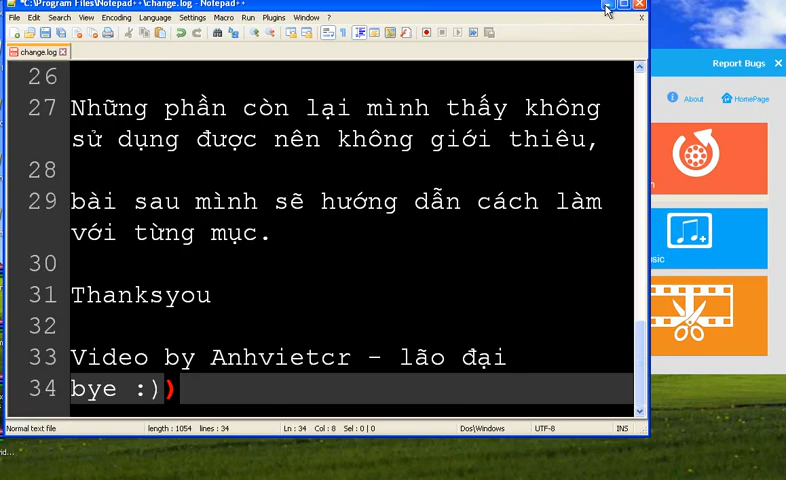 *C:\Program Files\Notepad++\change.log - Notepad++
File Edit Search View Encoding Language Settings Macro Run Plugins Window ? X
change.log
26
27 Những phần còn lại mình thấy không
sử dụng được nên không giới thiêu,
28
29 bài sau mình sẽ hướng dẫn cách làm
với từng mục.
30
31 Thanksyou
32
33 Video by Anhvietcr - lão đại
34 bye :))
Normal text file length : 1054 lines : 34 Ln : 34 Col : 8 Sel : 0 | 0 Dos\Windows UTF-8 INS
Report Bugs
About HomePage